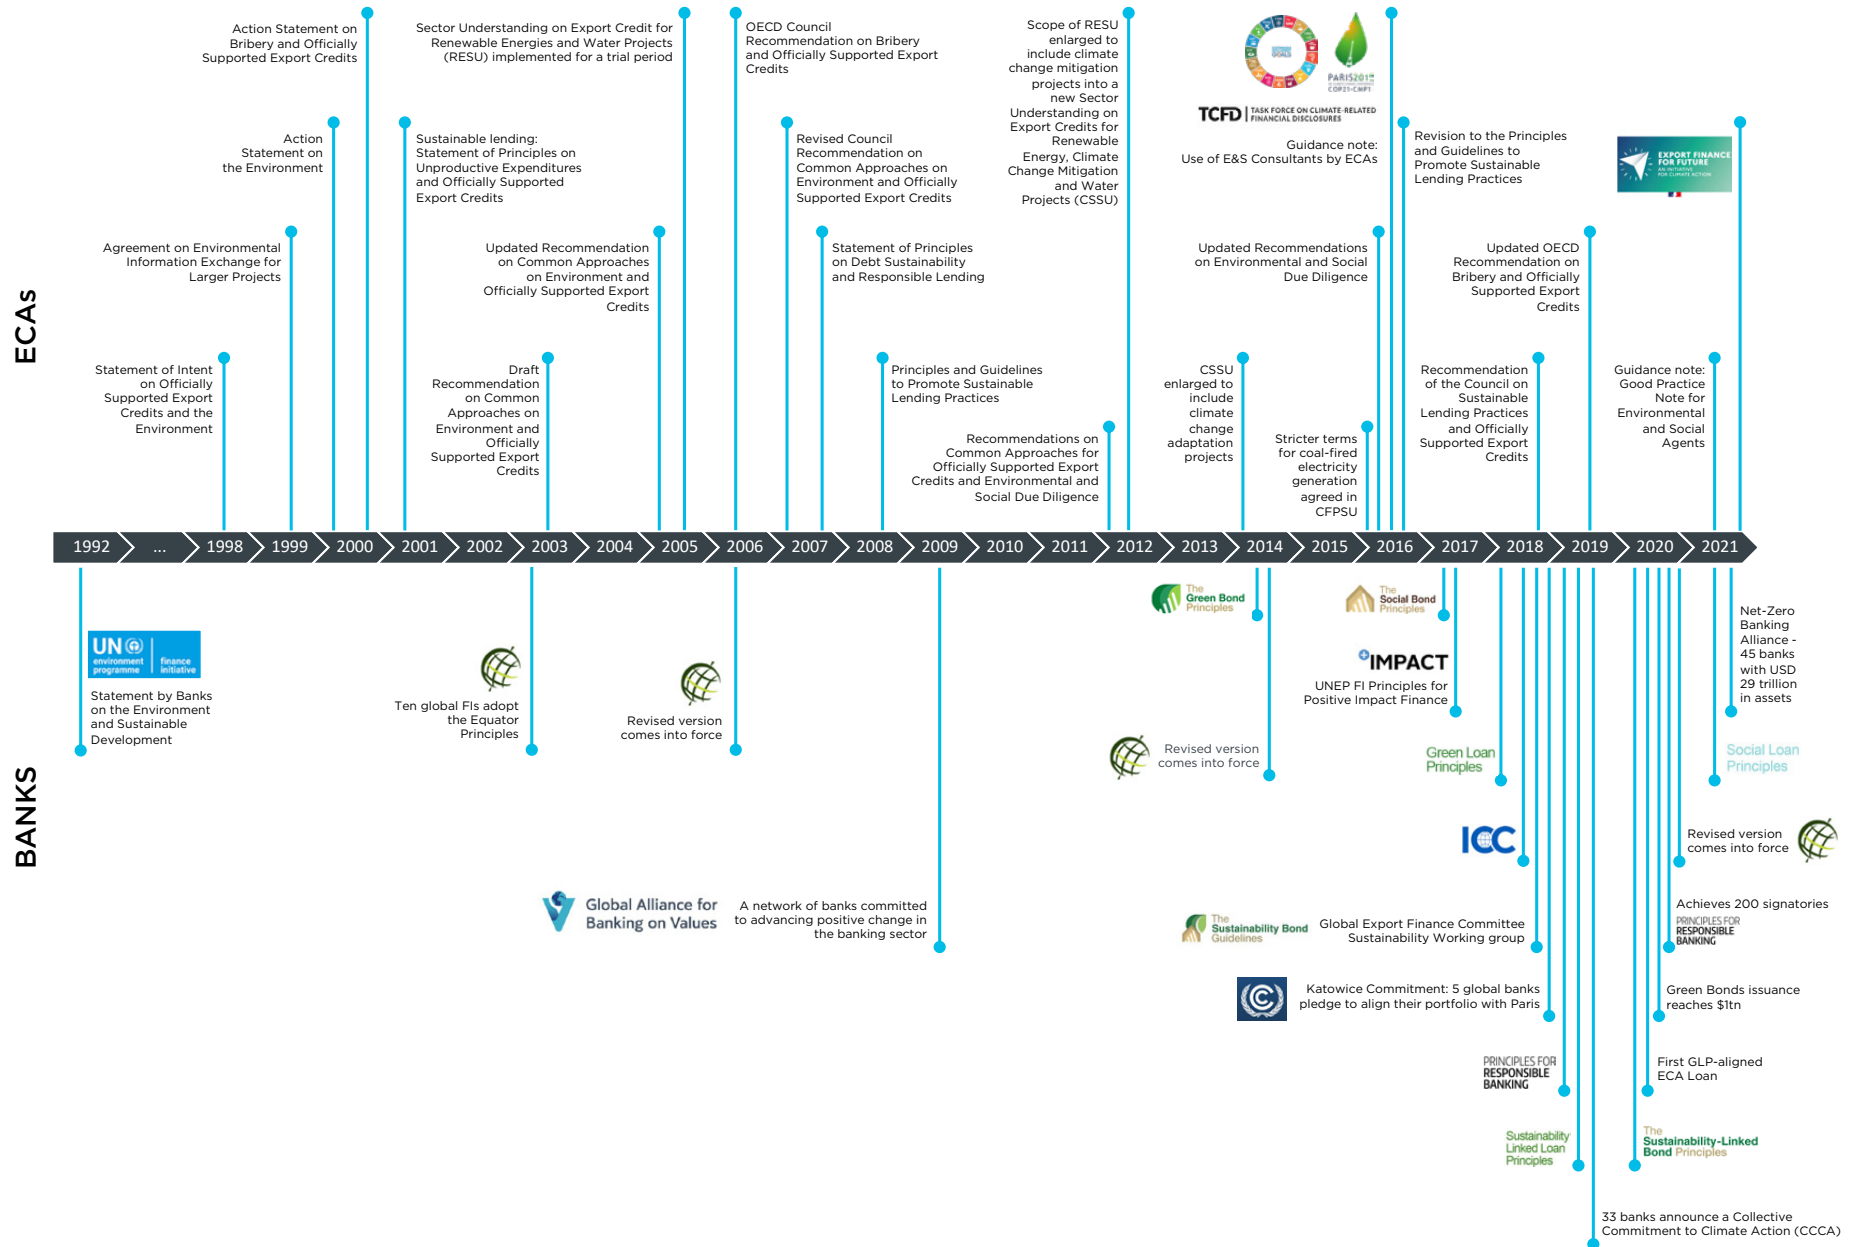 ECAs
Action Statement on
Bribery and Officially
Supported Export Credits
Sector Understanding on Export Credit for
Renewable Energies and Water Projects
(RESU) implemented for a trial period
OECD Council
Recommendation on Bribery
and Officially Supported Export
Credits
Scope of RESU
enlarged to
include climate
change mitigation
projects into a
new Sector
Understanding on
Export Credits for
Renewable
Energy, Climate
Change Mitigation
and Water
Projects (CSSU)
PARIS2015
COP21·CMP11
TCFD
TASK FORCE ON CLIMATE-RELATED
FINANCIAL DISCLOSURES
Guidance note:
Use of E&S Consultants by ECAs
Action
Statement on
the Environment
Sustainable lending:
Statement of Principles on
Unproductive Expenditures
and Officially Supported
Export Credits
Revised Council
Recommendation on
Common Approaches on
Environment and Officially
Supported Export Credits
Revision to the Principles
and Guidelines to
Promote Sustainable
Lending Practices
EXPORT FINANCE
FOR FUTURE
AN INITIATIVE
FOR CLIMATE ACTION
Agreement on Environmental
Information Exchange for
Larger Projects
Updated Recommendation
on Common Approaches
on Environment and
Officially Supported Export
Credits
Statement of Principles
on Debt Sustainability
and Responsible Lending
Updated Recommendations
on Environmental and Social
Due Diligence
Updated OECD
Recommendation on
Bribery and Officially
Supported Export
Credits
Statement of Intent
on Officially
Supported Export
Credits and the
Environment
Draft
Recommendation
on Common
Approaches on
Environment and
Officially
Supported Export
Credits
Principles and Guidelines
to Promote Sustainable
Lending Practices
Recommendations on
Common Approaches for
Officially Supported Export
Credits and Environmental and
Social Due Diligence
CSSU
enlarged to
include
climate
change
adaptation
projects
Stricter terms
for coal-fired
electricity
generation
agreed in
CFPSU
Recommendation
of the Council on
Sustainable
Lending Practices
and Officially
Supported Export
Credits
Guidance note:
Good Practice
Note for
Environmental
and Social
Agents
1992 ... 1998 1999 2000 2001 2002 2003 2004 2005 2006 2007 2008 2009 2010 2011 2012 2013 2014 2015 2016 2017 2018 2019 2020 2021
BANKS
UN
environment
programme
finance
initiative
Statement by Banks
on the Environment
and Sustainable
Development
Ten global FIs adopt
the Equator
Principles
Revised version
comes into force
Global Alliance for
Banking on Values
A network of banks committed
to advancing positive change in
the banking sector
The
Green Bond
Principles
Revised version
comes into force
The
Social Bond
Principles
IMPACT
UNEP FI Principles for
Positive Impact Finance
Green Loan
Principles
ICC
The
Sustainability Bond
Guidelines
Global Export Finance Committee
Sustainability Working group
Katowice Commitment: 5 global banks
pledge to align their portfolio with Paris
PRINCIPLES FOR
RESPONSIBLE
BANKING
Sustainability
Linked Loan
Principles
33 banks announce a Collective
Commitment to Climate Action (CCCA)
The
Sustainability-Linked
Bond Principles
First GLP-aligned
ECA Loan
Green Bonds issuance
reaches $1tn
Achieves 200 signatories
PRINCIPLES FOR
RESPONSIBLE
BANKING
Revised version
comes into force
Social Loan
Principles
Net-Zero
Banking
Alliance -
45 banks
with USD
29 trillion
in assets